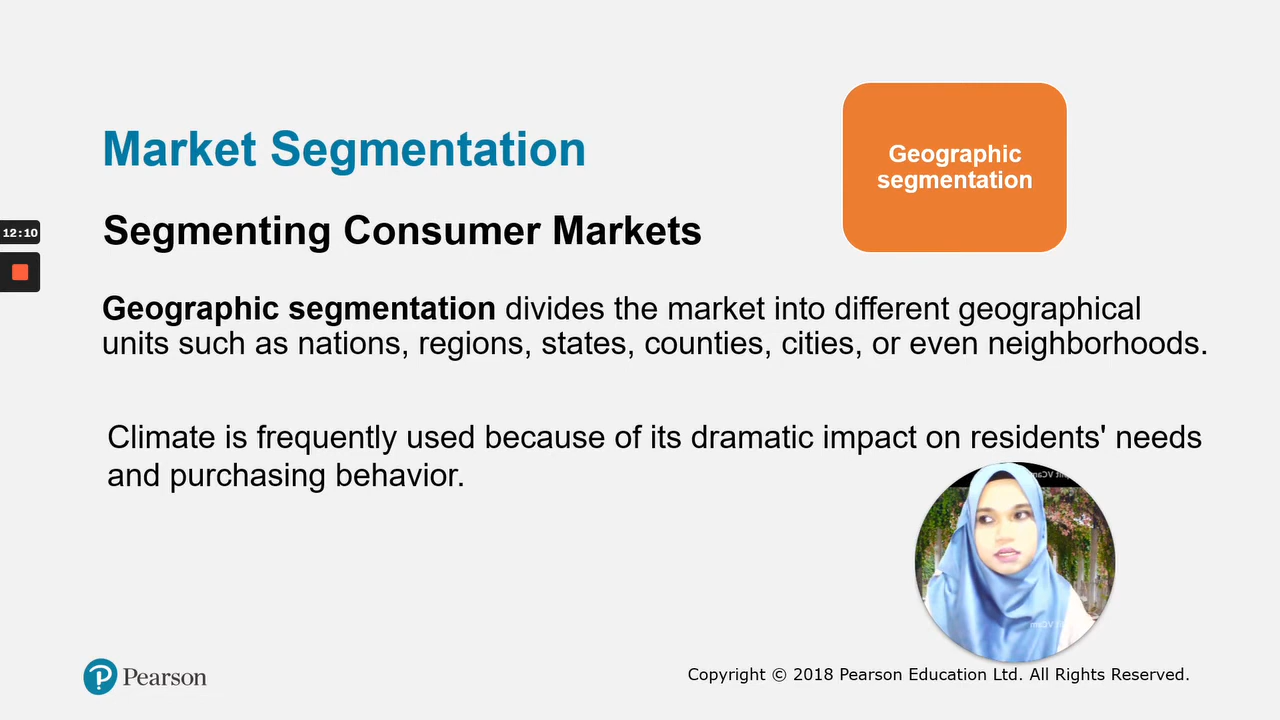 Market Segmentation
Geographic
segmentation
12:10
Segmenting Consumer Markets
Geographic segmentation divides the market into different geographical
units such as nations, regions, states, counties, cities, or even neighborhoods.
Climate is frequently used because of its dramatic impact on residents' needs
and purchasing behavior.
Pearson
Copyright © 2018 Pearson Education Ltd. All Rights Reserved.